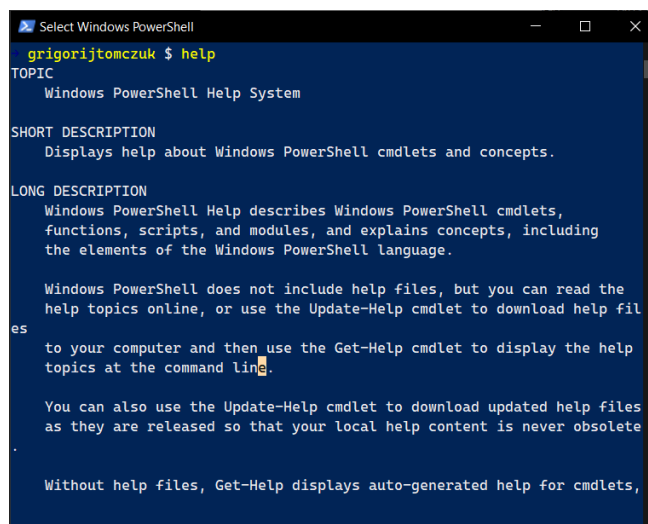 Select Windows PowerShell
grigorijtomczuk $ help
TOPIC
    Windows PowerShell Help System

SHORT DESCRIPTION
    Displays help about Windows PowerShell cmdlets and concepts.

LONG DESCRIPTION
    Windows PowerShell Help describes Windows PowerShell cmdlets,
    functions, scripts, and modules, and explains concepts, including
    the elements of the Windows PowerShell language.

    Windows PowerShell does not include help files, but you can read the
    help topics online, or use the Update-Help cmdlet to download help fil
es
    to your computer and then use the Get-Help cmdlet to display the help
    topics at the command line.

    You can also use the Update-Help cmdlet to download updated help files
    as they are released so that your local help content is never obsolete
.

    Without help files, Get-Help displays auto-generated help for cmdlets,